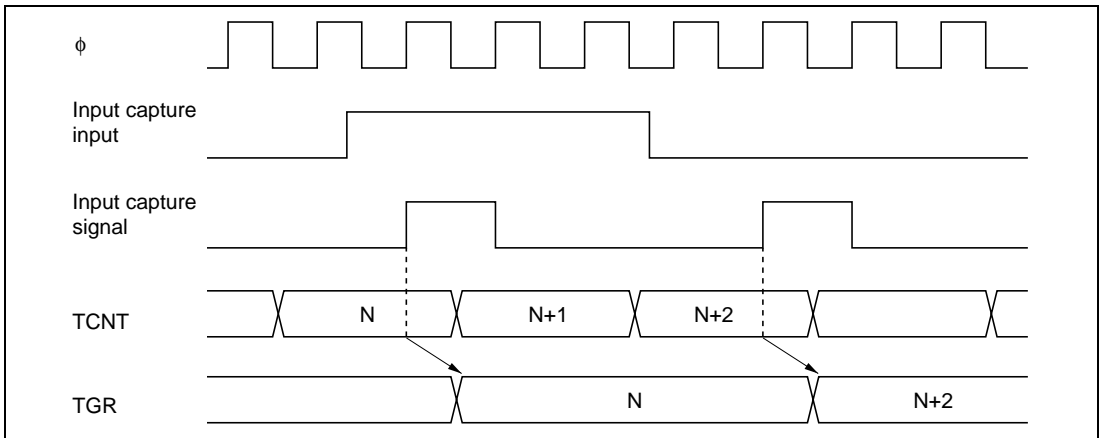 ϕ
Input capture
input
Input capture
signal
TCNT
N
N+1
N+2
TGR
N
N+2